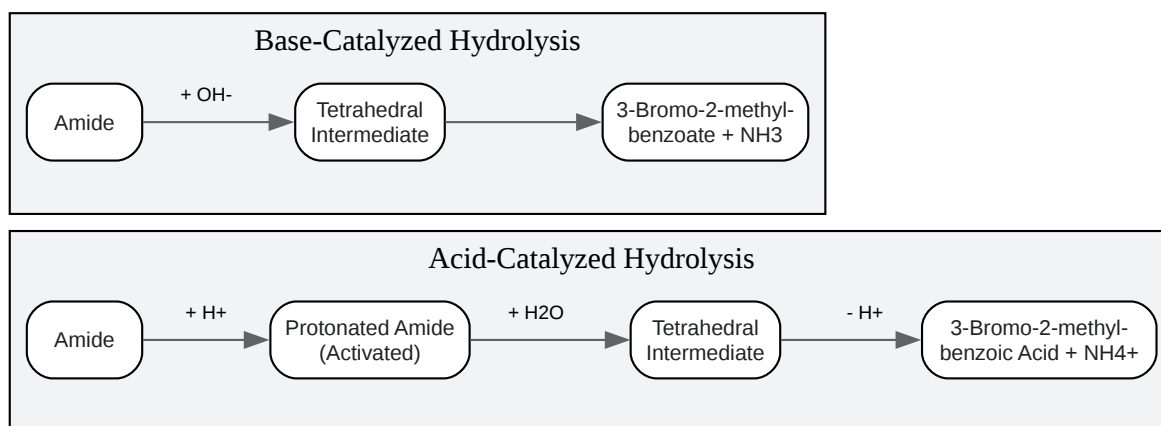 Base-Catalyzed Hydrolysis
+ OH-
Amide
Tetrahedral
Intermediate
3-Bromo-2-methyl-
benzoate + NH3
Acid-Catalyzed Hydrolysis
+ H+
+ H2O
- H+
Amide
Protonated Amide
(Activated)
Tetrahedral
Intermediate
3-Bromo-2-methyl-
benzoic Acid + NH4+